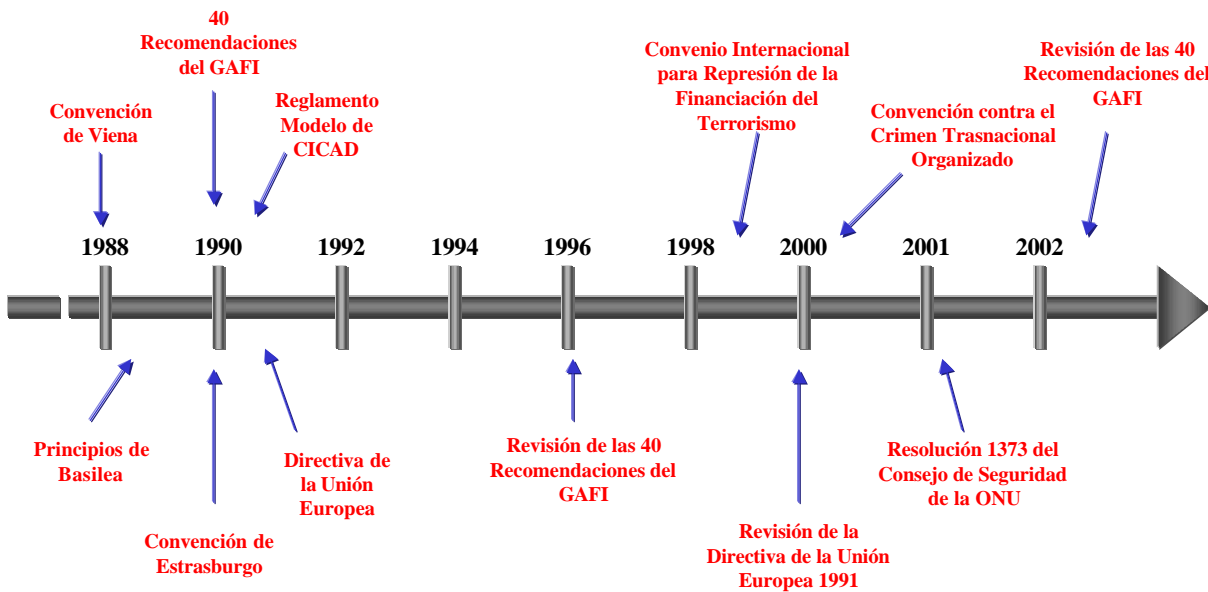 40
Recomendaciones
del GAFI
Convención
de Viena
Reglamento
Modelo de
CICAD
Convenio Internacional
para Represión de la
Financiación del
Terrorismo
Convención contra el
Crimen Trasnacional
Organizado
Revisión de las 40
Recomendaciones del
GAFI
1988
1990
1992
1994
1996
1998
2000
2001
2002
Principios de
Basilea
Convención de
Estrasburgo
Directiva de
la Unión
Europea
Revisión de las 40
Recomendaciones del
GAFI
Revisión de la
Directiva de la Unión
Europea 1991
Resolución 1373 del
Consejo de Seguridad
de la ONU